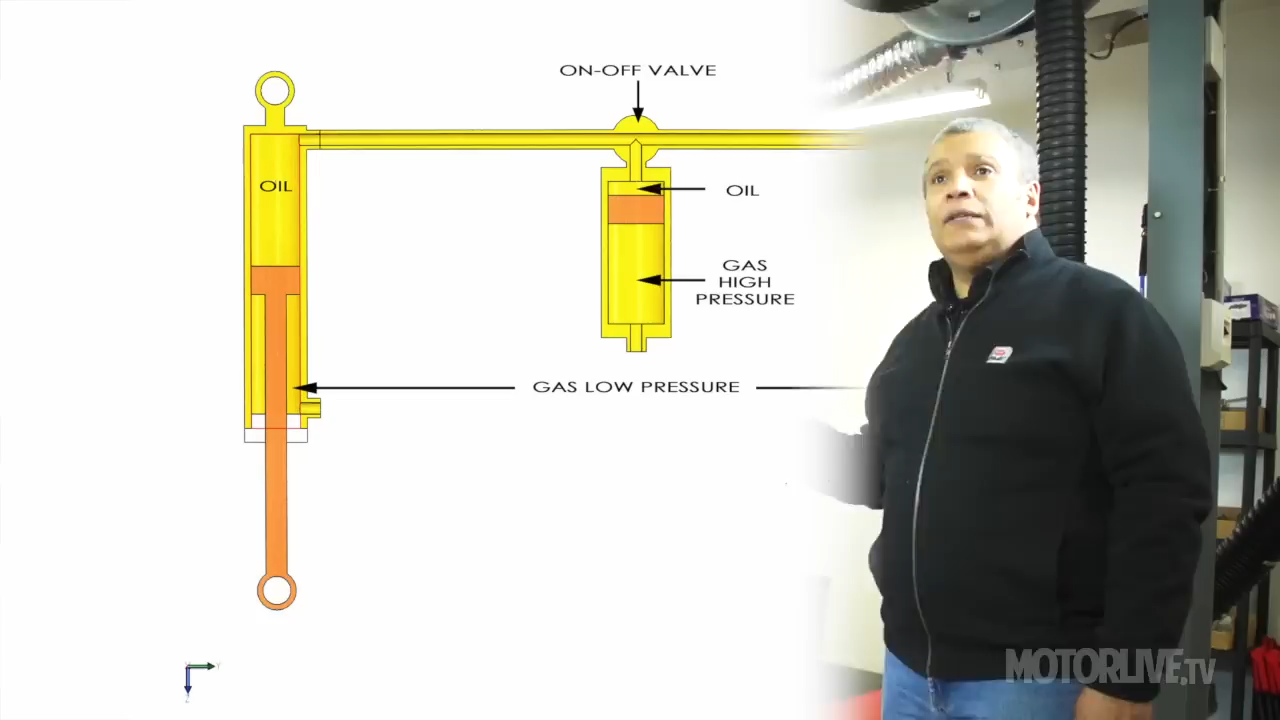 ON-OFF VALVE
OIL
OIL
GAS
HIGH
PRESSURE
GAS LOW PRESSURE
MOTORLIVE.TV